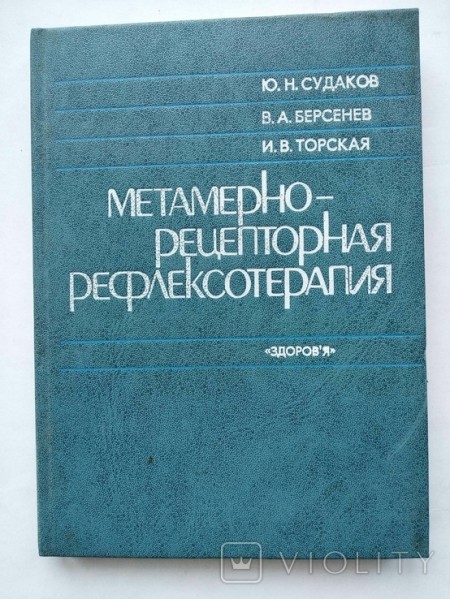 Ю. Н. СУДАКОВ
В. А. БЕРСЕНЕВ
И. В. ТОРСКАЯ
МЕТАМЕРНО-
РЕЦЕПТОРНАЯ
РЕФЛЕКСОТЕРАПИЯ
«ЗДОРОВ'Я»
VIOLITY